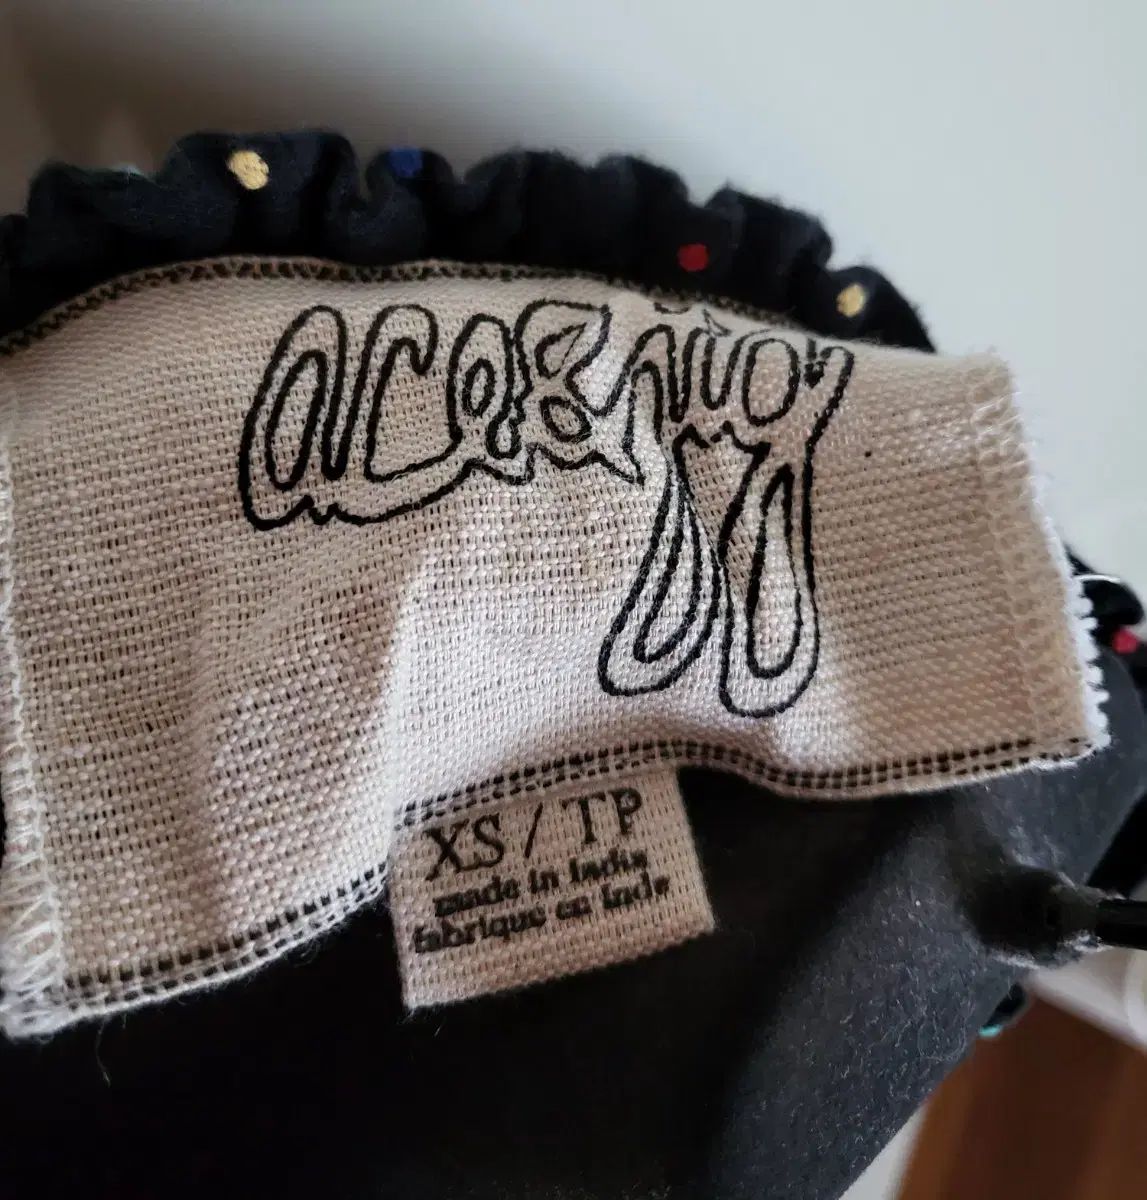 XS / TP
made in India
fabrique en Inde